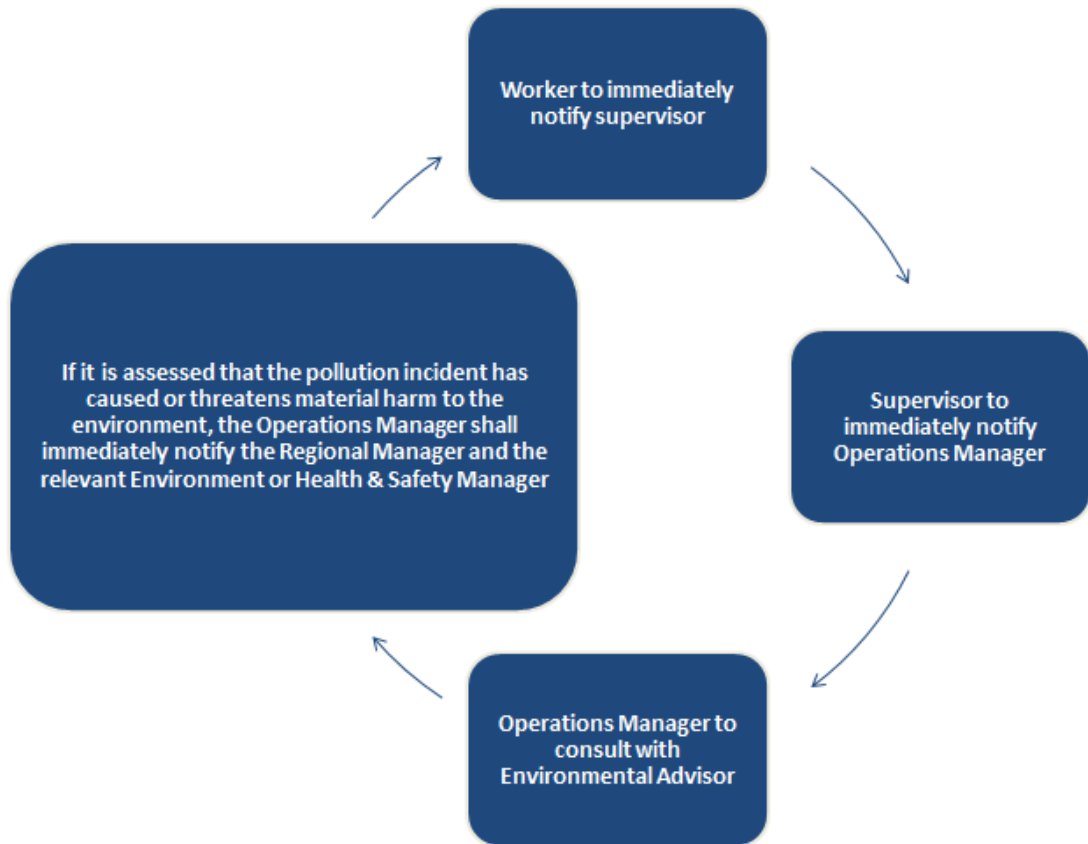 Worker to immediately
notify supervisor
Supervisor to
immediately notify
Operations Manager
Operations Manager to
consult with
Environmental Advisor
If it is assessed that the pollution incident has
caused or threatens material harm to the
environment, the Operations Manager shall
immediately notify the Regional Manager and the
relevant Environment or Health & Safety Manager